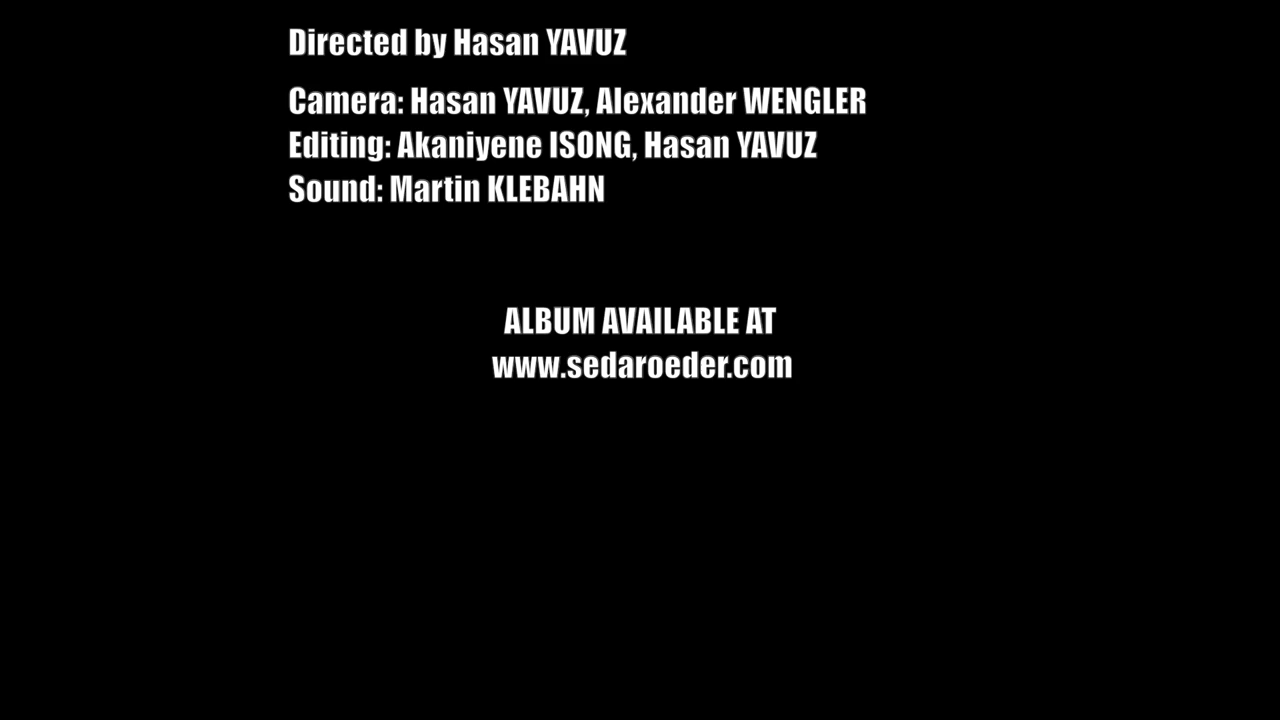 Directed by Hasan YAVUZ
Camera: Hasan YAVUZ, Alexander WENGLER
Editing: Akaniyene ISONG, Hasan YAVUZ
Sound: Martin KLEBAHN
ALBUM AVAILABLE AT
www.sedaroeder.com